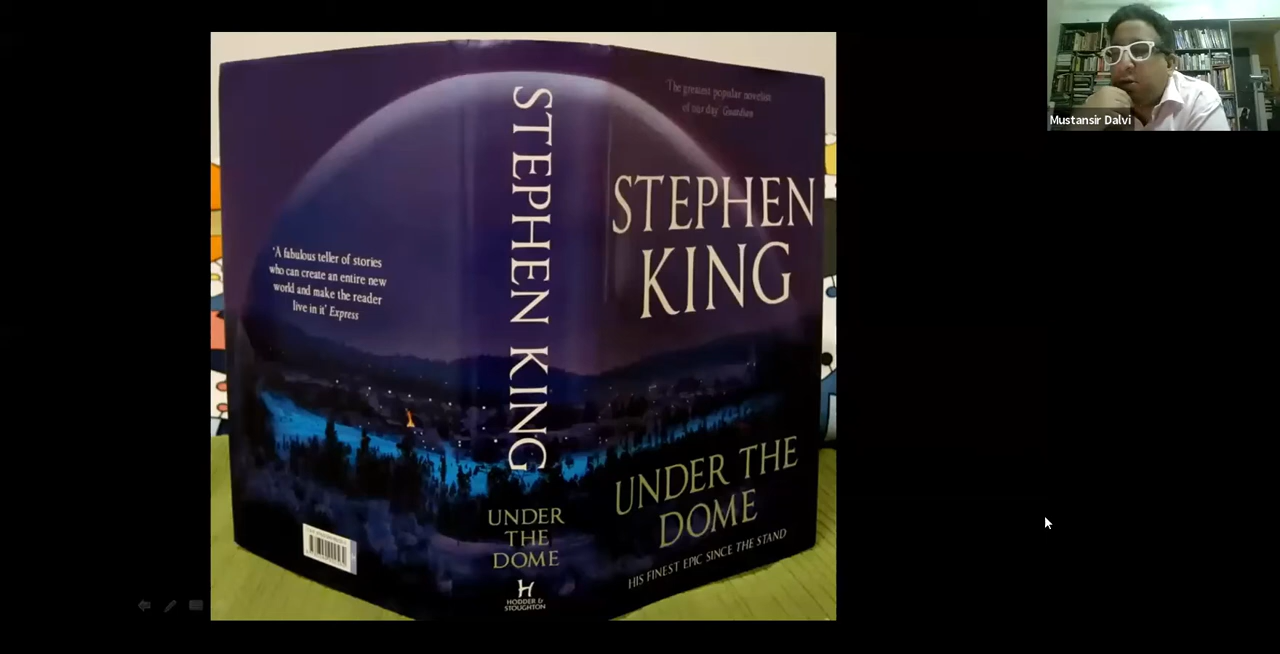 'A fabulous teller of stories
who can create an entire new
world and make the reader
live in it' Express
STEPHEN KING
UNDER
THE
DOME
H
HODDER &
STOUGHTON
'The greatest popular novelist
of our day' Guardian
STEPHEN
KING
UNDER THE
DOME
HIS FINEST EPIC SINCE THE STAND
Mustansir Dalvi